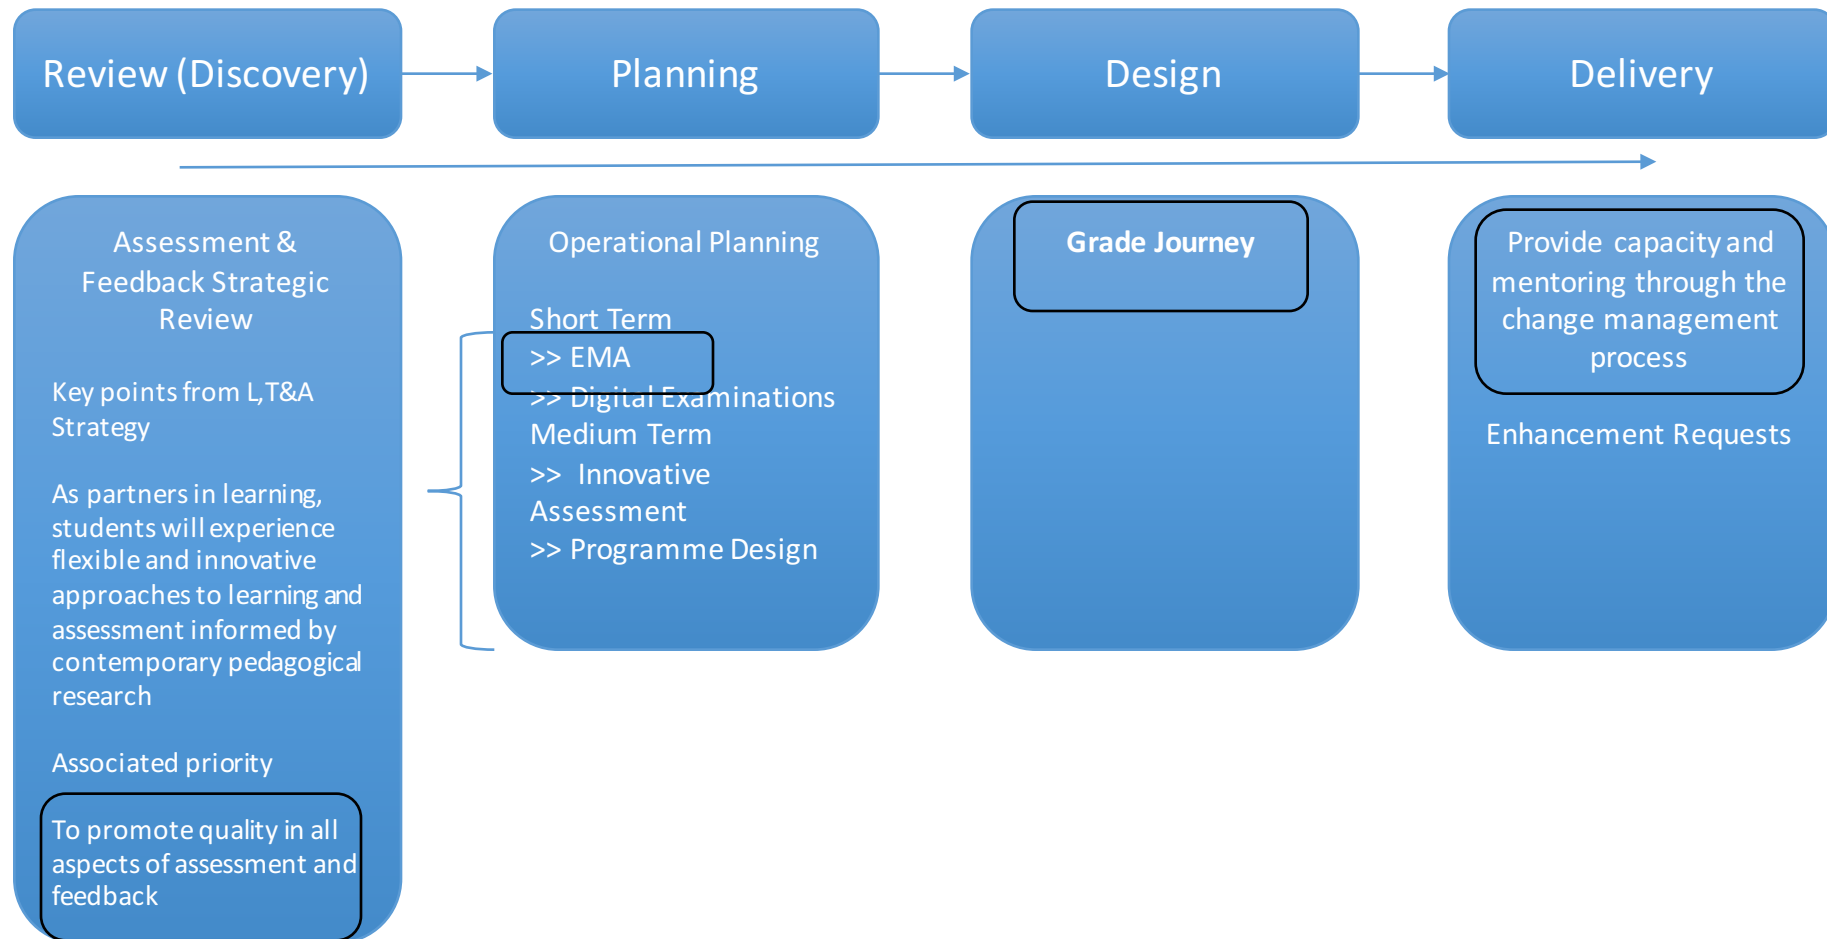 Review (Discovery)
Planning
Design
Delivery
Assessment &
Feedback Strategic
Review
Key points from L,T&A
Strategy
As partners in learning,
students will experience
flexible and innovative
approaches to learning and
assessment informed by
contemporary pedagogical
research
Associated priority
To promote quality in all
aspects of assessment and
feedback
Operational Planning
Short Term
>> EMA
>> Digital Examinations
Medium Term
>> Innovative
Assessment
>> Programme Design
Grade Journey
Provide capacity and
mentoring through the
change management
process
Enhancement Requests